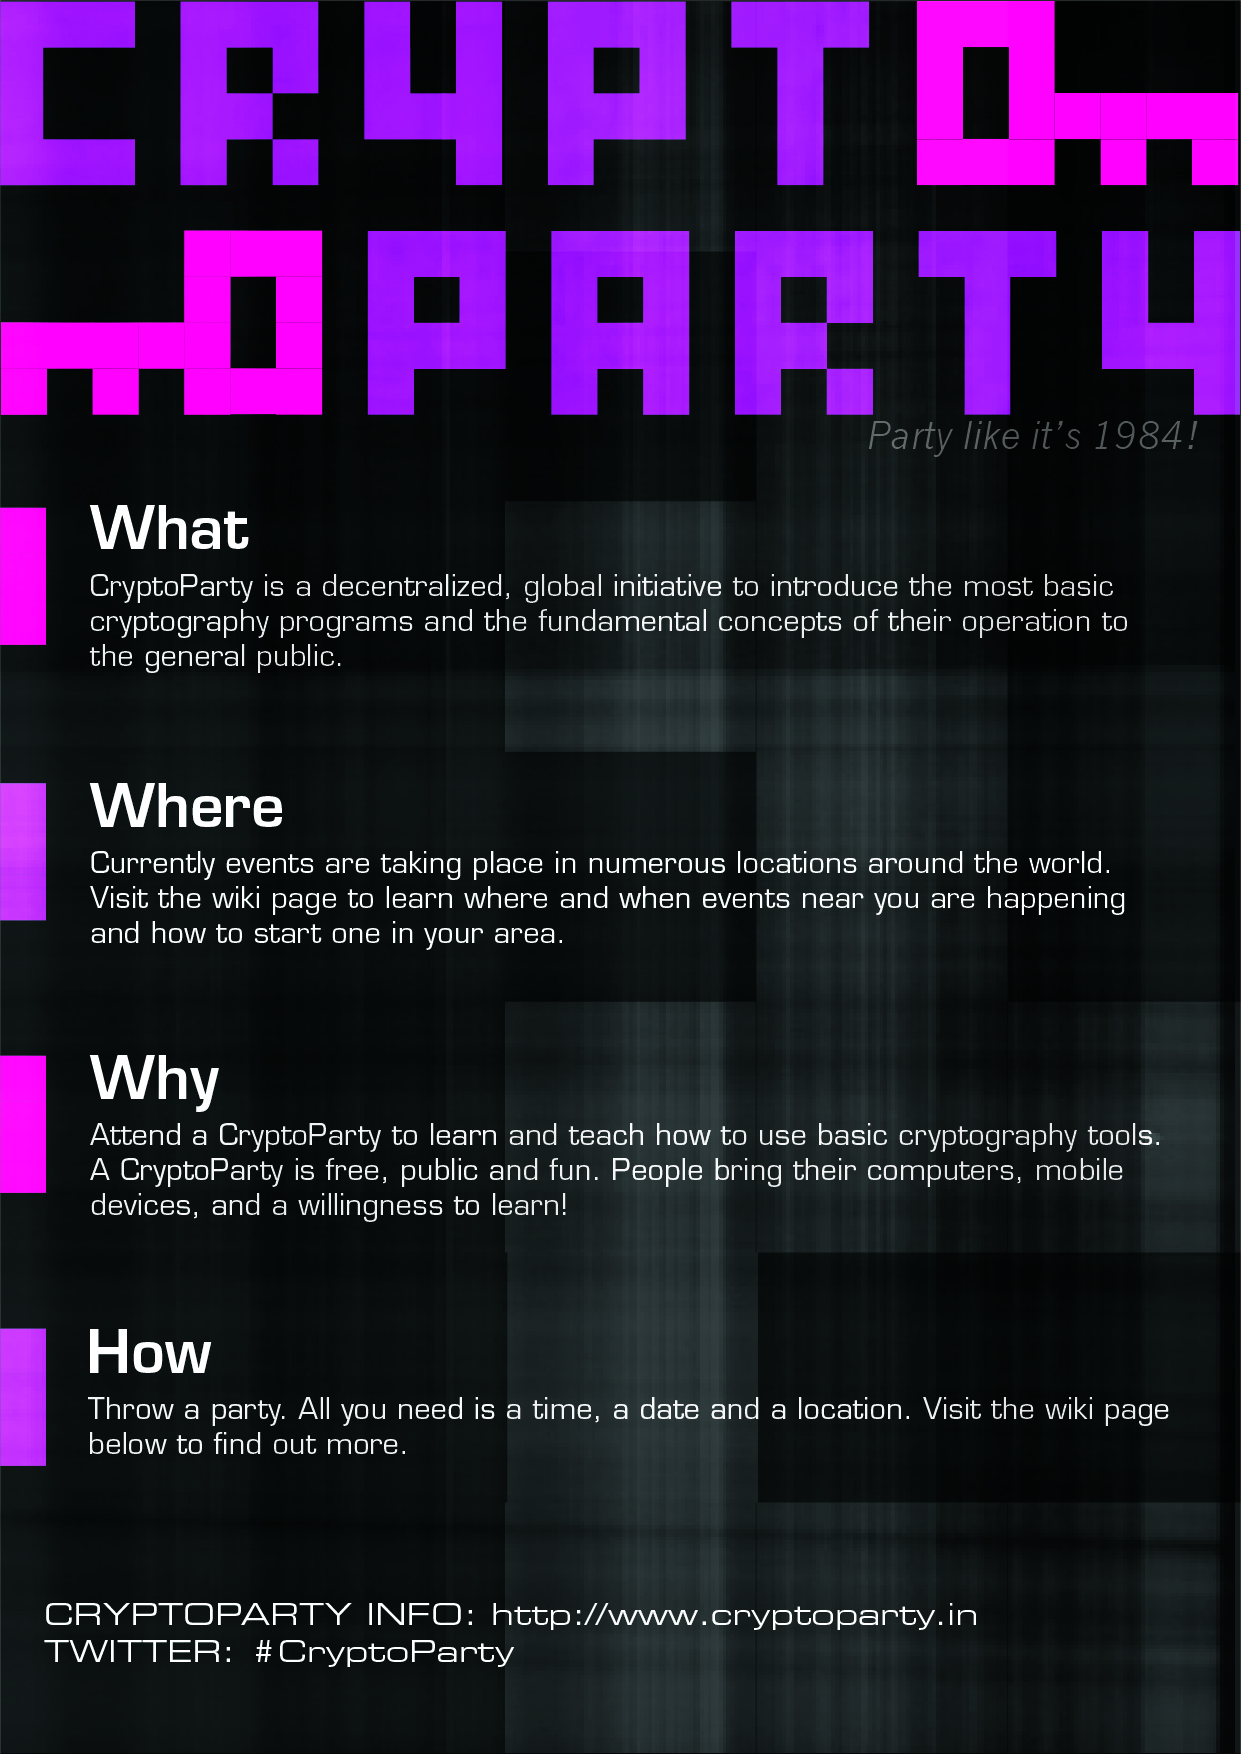 CRYPTO
PARTY
Party like it's 1984!
What
CryptoParty is a decentralized, global initiative to introduce the most basic
cryptography programs and the fundamental concepts of their operation to
the general public.
Where
Currently events are taking place in numerous locations around the world.
Visit the wiki page to learn where and when events near you are happening
and how to start one in your area.
Why
Attend a CryptoParty to learn and teach how to use basic cryptography tools.
A CryptoParty is free, public and fun. People bring their computers, mobile
devices, and a willingness to learn!
How
Throw a party. All you need is a time, a date and a location. Visit the wiki page
below to find out more.
CRYPTOPARTY INFO: http://www.cryptoparty.in
TWITTER: #CryptoParty